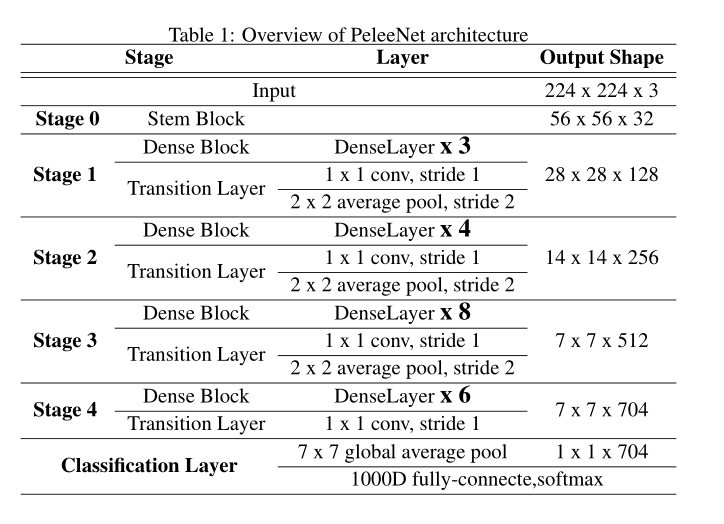 Table 1: Overview of PeleeNet architecture
Stage Layer Output Shape
Input 224 x 224 x 3
Stage 0 Stem Block 56 x 56 x 32
Dense Block DenseLayer x 3
Stage 1 Transition Layer 1 x 1 conv, stride 1 28 x 28 x 128
2 x 2 average pool, stride 2
Dense Block DenseLayer x 4
Stage 2 Transition Layer 1 x 1 conv, stride 1 14 x 14 x 256
2 x 2 average pool, stride 2
Dense Block DenseLayer x 8
Stage 3 Transition Layer 1 x 1 conv, stride 1 7 x 7 x 512
2 x 2 average pool, stride 2
Dense Block DenseLayer x 6
Stage 4 Transition Layer 1 x 1 conv, stride 1 7 x 7 x 704
Classification Layer 7 x 7 global average pool 1 x 1 x 704
1000D fully-connecte,softmax